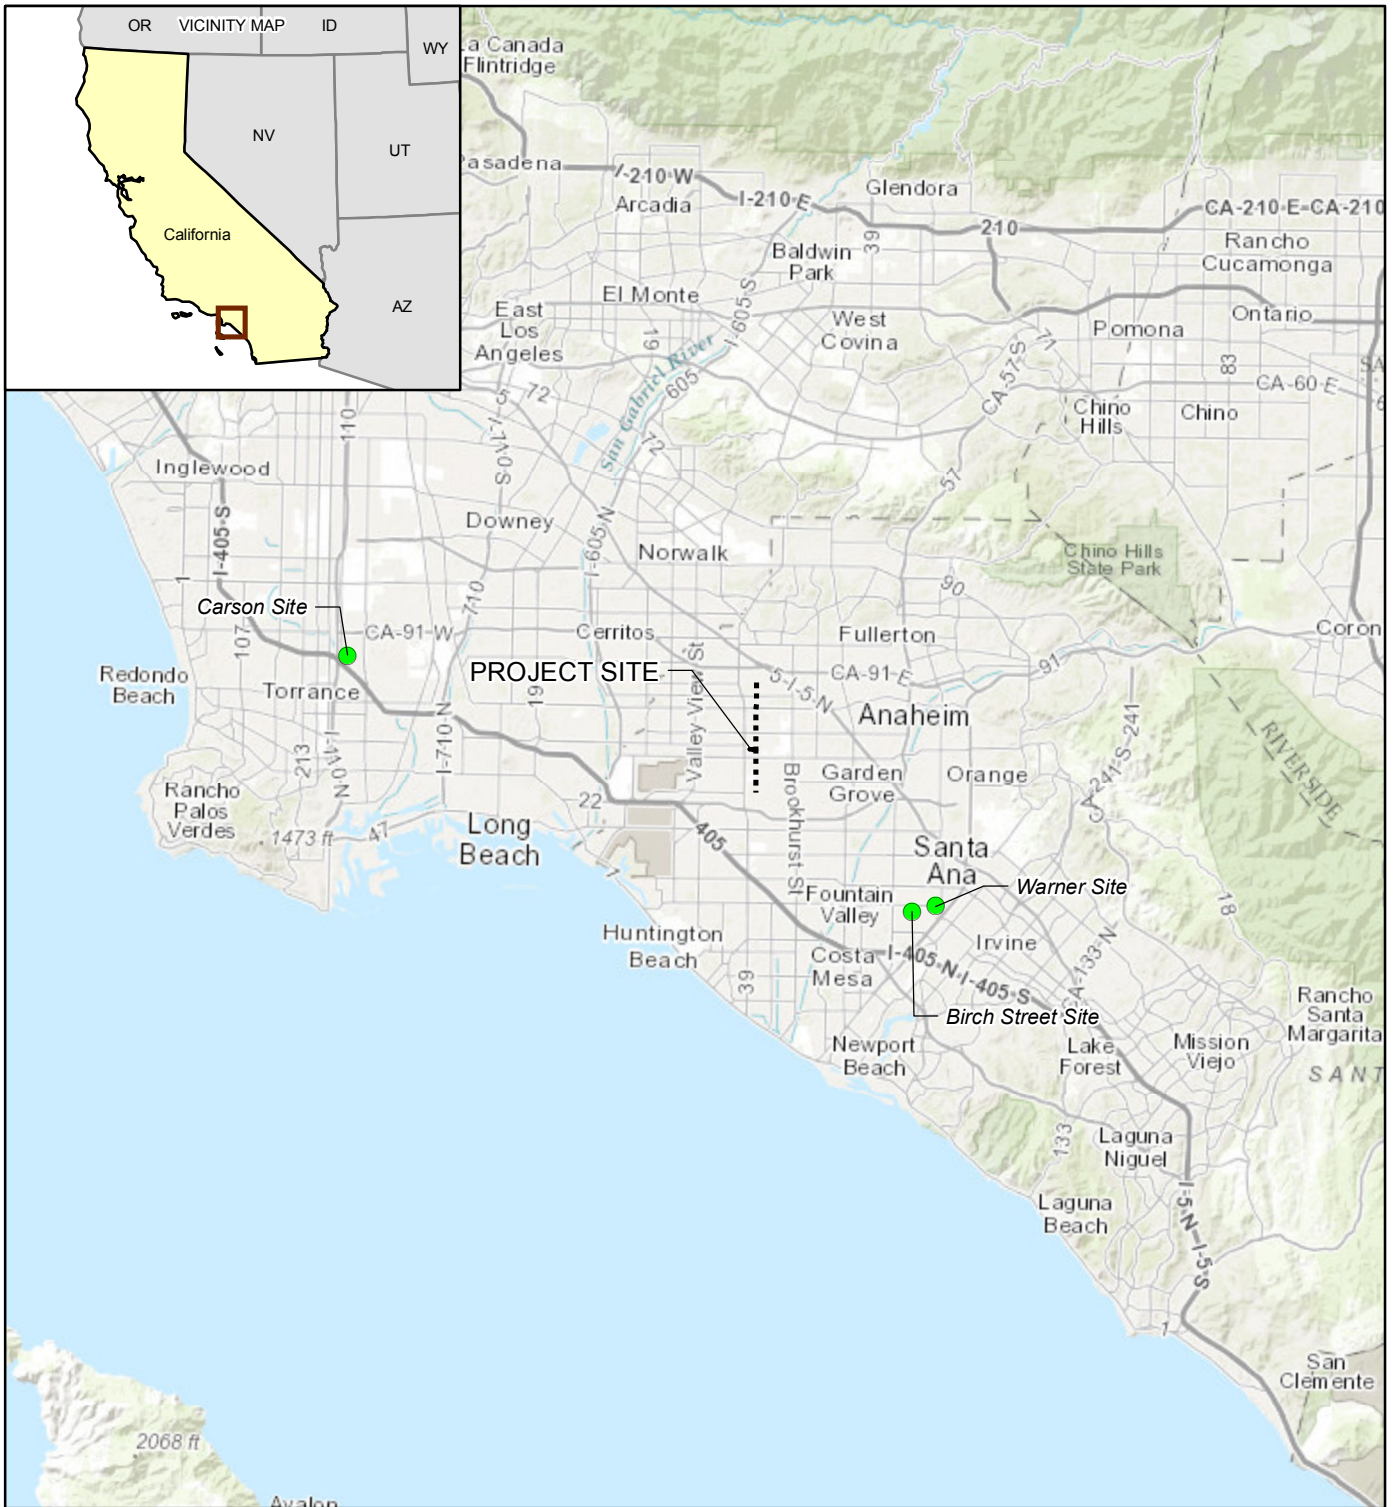 OR
VICINITY MAP
ID
WY
NV
UT
California
AZ
La Canada
Flintridge
Pasadena
I-210 W
Arcadia
I-210 E
Glendora
210
CA-210 E
CA-210
Rancho
Cucamonga
39
Baldwin
Park
El Monte
I-605 S
East
Los
Angeles
19
West
Covina
Ontario
Pomona
71
83
CA-57 S
CA-60 E
Chino
Hills
Chino
San Gabriel River
605
5
72
72
110
I-710 S
Inglewood
I-405 S
57
Downey
I-605 N
Norwalk
Chino Hills
State Park
1
710
90
Carson Site
CA-91 W
107
Cerritos
1
Fullerton
Coron
Redondo
Beach
Torrance
PROJECT SITE
Valley View St
5-I-5 N
CA-91 E
91
19
Anaheim
I-710 N
213
I-110 N
CA-241 S
241
RIVERSIDE
Brookhurst St
Garden
Grove
Orange
Rancho
Palos
Verdes
1473 ft
47
22
Long
Beach
405
Santa
Ana
1
Fountain
Valley
Warner Site
18
Huntington
Beach
Costa
Mesa
I-405 N
I-405 S
Irvine
CA-133 N
39
Birch Street Site
Rancho
Santa
Margarita
Newport
Beach
Lake
Forest
Mission
Viejo
SANT
133
Laguna
Niguel
Laguna
Beach
I-5 N
I-5 S
1
San
Clemente
2068 ft
Avalon